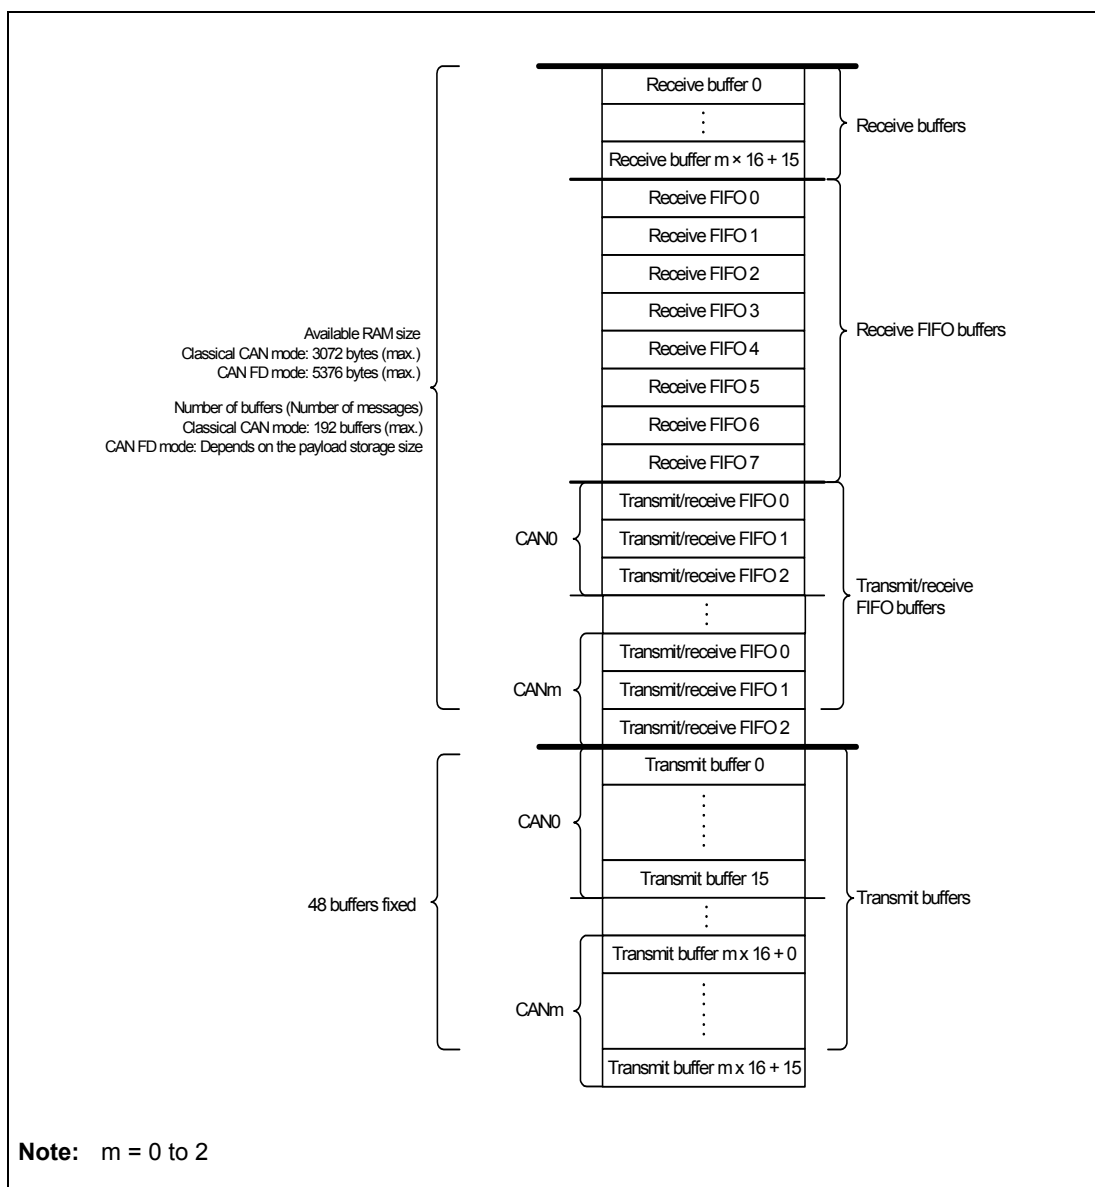 Receive buffer 0
Receive buffer m × 16 + 15
Receive buffers
Receive FIFO 0
Receive FIFO 1
Receive FIFO 2
Receive FIFO 3
Receive FIFO 4
Receive FIFO 5
Receive FIFO 6
Receive FIFO 7
Receive FIFO buffers
Available RAM size
Classical CAN mode: 3072 bytes (max.)
CAN FD mode: 5376 bytes (max.)
Number of buffers (Number of messages)
Classical CAN mode: 192 buffers (max.)
CAN FD mode: Depends on the payload storage size
CAN0
Transmit/receive FIFO 0
Transmit/receive FIFO 1
Transmit/receive FIFO 2
Transmit/receive
FIFO buffers
CANm
Transmit/receive FIFO 0
Transmit/receive FIFO 1
Transmit/receive FIFO 2
48 buffers fixed
CAN0
Transmit buffer 0
Transmit buffer 15
Transmit buffers
CANm
Transmit buffer m x 16 + 0
Transmit buffer m x 16 + 15
Note: m = 0 to 2